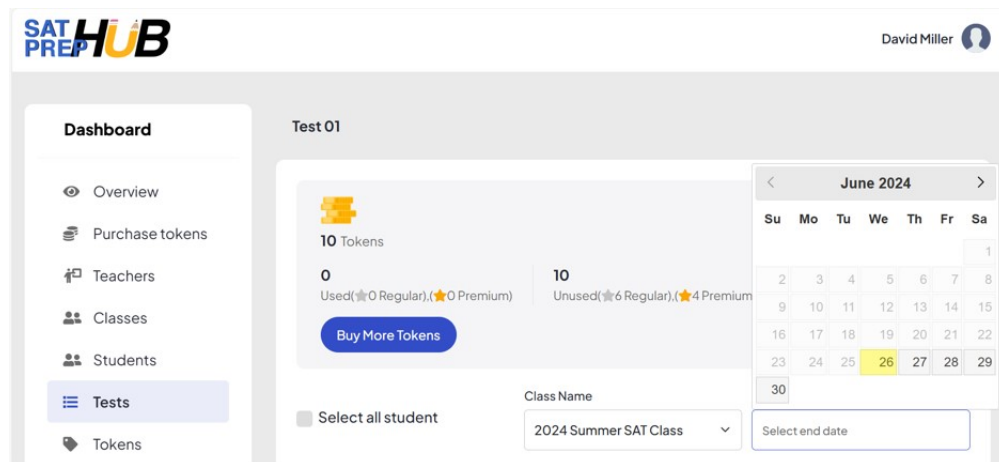 SAT
PREP HUB
David Miller
Dashboard
Overview
Purchase tokens
Teachers
Classes
Students
Tests
Tokens
Test 01
10 Tokens
0
Used(0 Regular),(0 Premium)
10
Unused(6 Regular),(4 Premium
Buy More Tokens
Select all student
Class Name
2024 Summer SAT Class
Select end date
June 2024
Su Mo Tu We Th Fr Sa
1
2 3 4 5 6 7 8
9 10 11 12 13 14 15
16 17 18 19 20 21 22
23 24 25 26 27 28 29
30